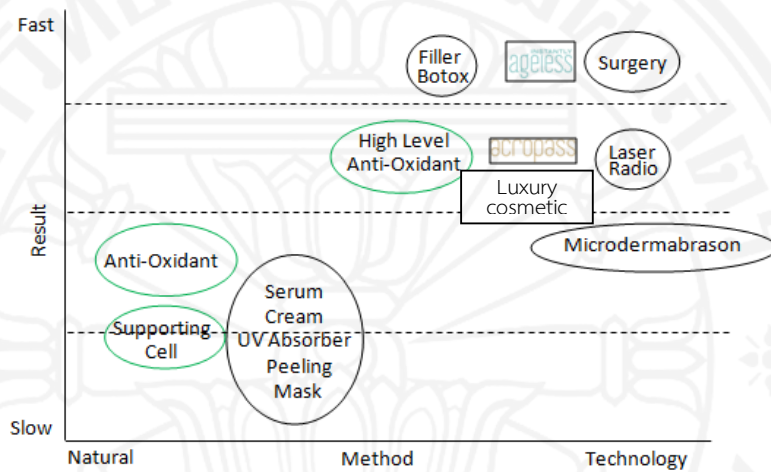 Fast
Filler
Botox
INSTANTLY
ageless
Surgery
High Level
Anti-Oxidant
acropass
Laser
Radio
Luxury
cosmetic
Result
Microdermabrason
Anti-Oxidant
Serum
Cream
UV Absorber
Peeling
Mask
Supporting
Cell
Slow
Natural
Method
Technology